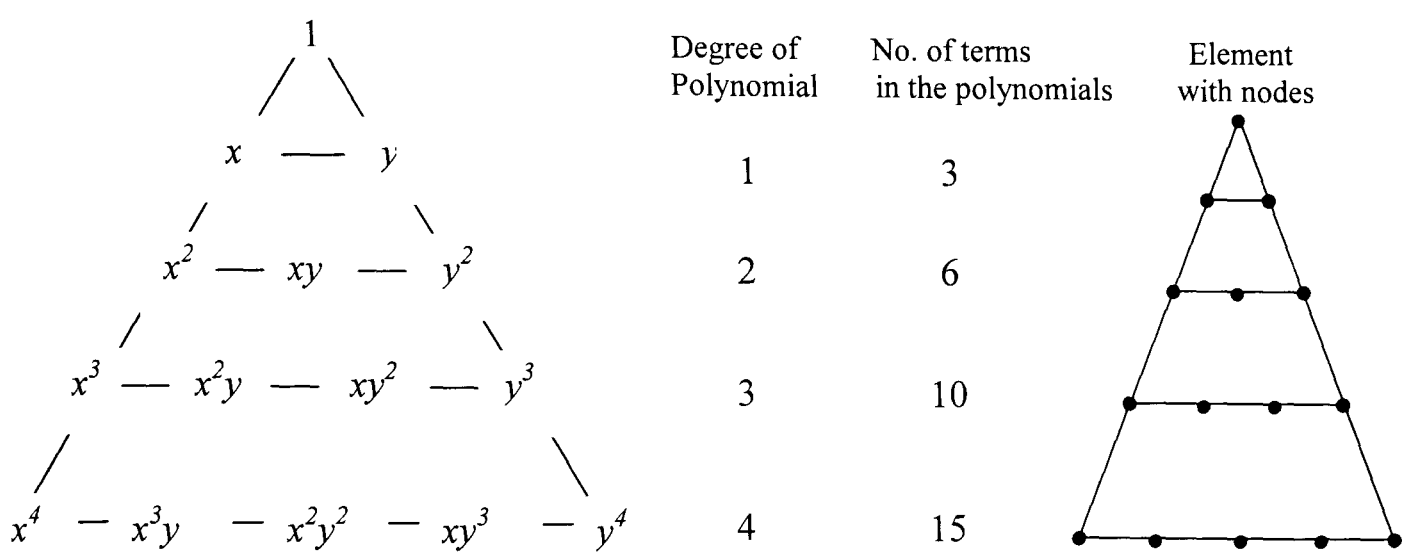 1
Degree of Polynomial
No. of terms in the polynomials
Element with nodes
x — y
1 3
x² — xy — y²
2 6
x³ — x²y — xy² — y³
3 10
x⁴ — x³y — x²y² — xy³ — y⁴
4 15